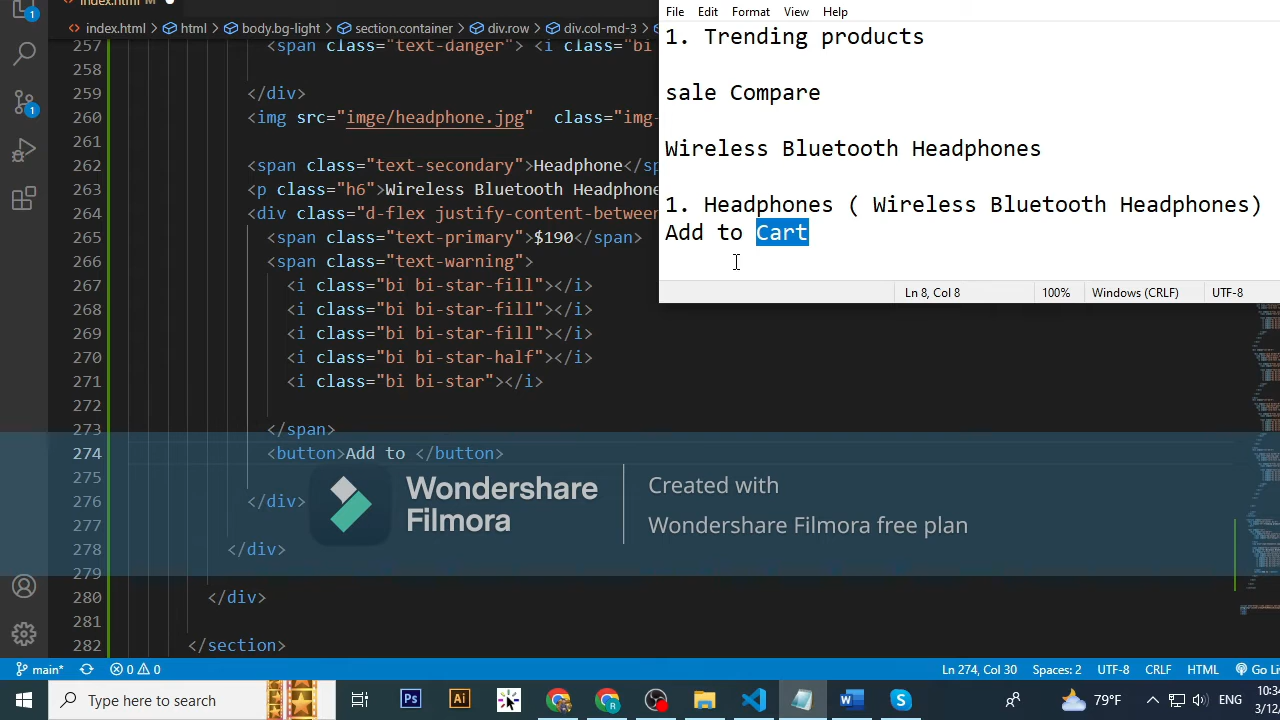 index.html
File Edit Format View Help
index.html > html > body.bg-light > section.container > div.row > div.col-md-3 >
1. Trending products
sale Compare
Wireless Bluetooth Headphones
1. Headphones ( Wireless Bluetooth Headphones)
Add to Cart
Ln 8, Col 8 100% Windows (CRLF) UTF-8
257 <span class="text-danger"> <i class="bi
258
259 </div>
260 <img src="imge/headphone.jpg" class="img-
261
262 <span class="text-secondary">Headphone</sp
263 <p class="h6">Wireless Bluetooth Headphone
264 <div class="d-flex justify-content-between
265 <span class="text-primary">$190</span>
266 <span class="text-warning">
267 <i class="bi bi-star-fill"></i>
268 <i class="bi bi-star-fill"></i>
269 <i class="bi bi-star-fill"></i>
270 <i class="bi bi-star-half"></i>
271 <i class="bi bi-star"></i>
272
273 </span>
274 <button>Add to </button>
275
276 </div>
277
278 </div>
279
280 </div>
281
282 </section>
Wondershare Filmora
Created with
Wondershare Filmora free plan
main* 0 0 Ln 274, Col 30 Spaces: 2 UTF-8 CRLF HTML Go Liv
Type here to search 79°F ENG
10:34
3/12/